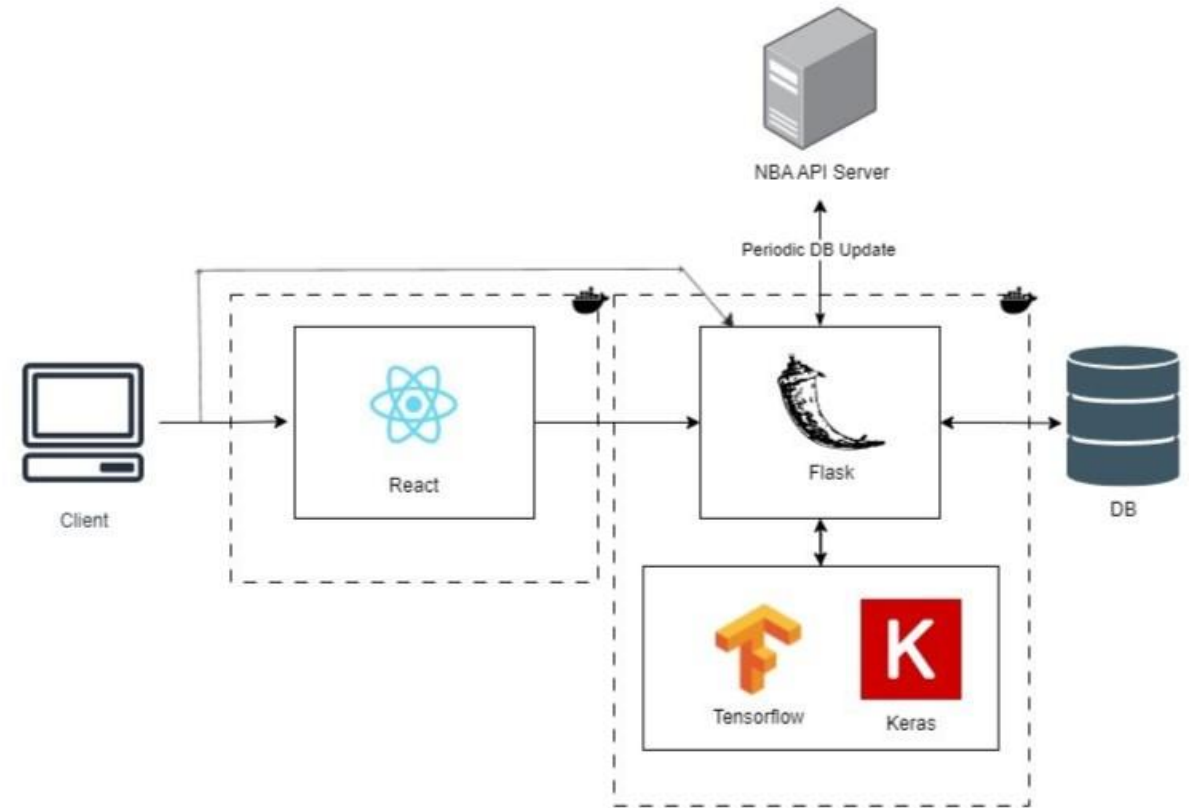 NBA API Server
Periodic DB Update
React
Flask
Client
DB
K
Tensorflow
Keras